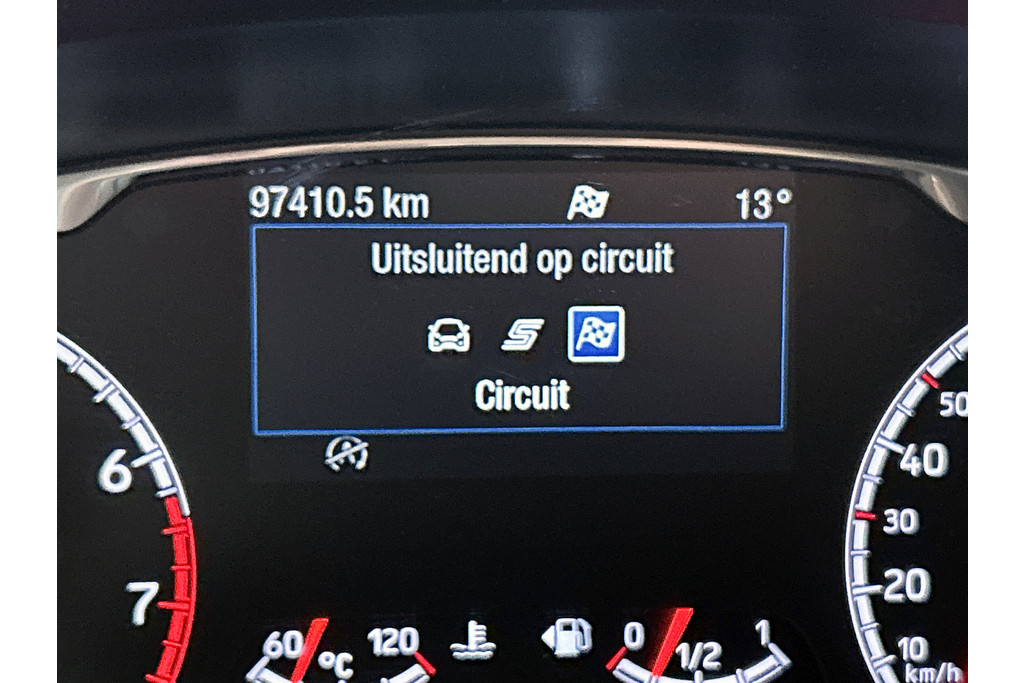 97410.5 km 13°
Uitsluitend op circuit
S
Circuit
6
7
50
40
30
20
10
km/h
60 120
°C
0 1/2 1